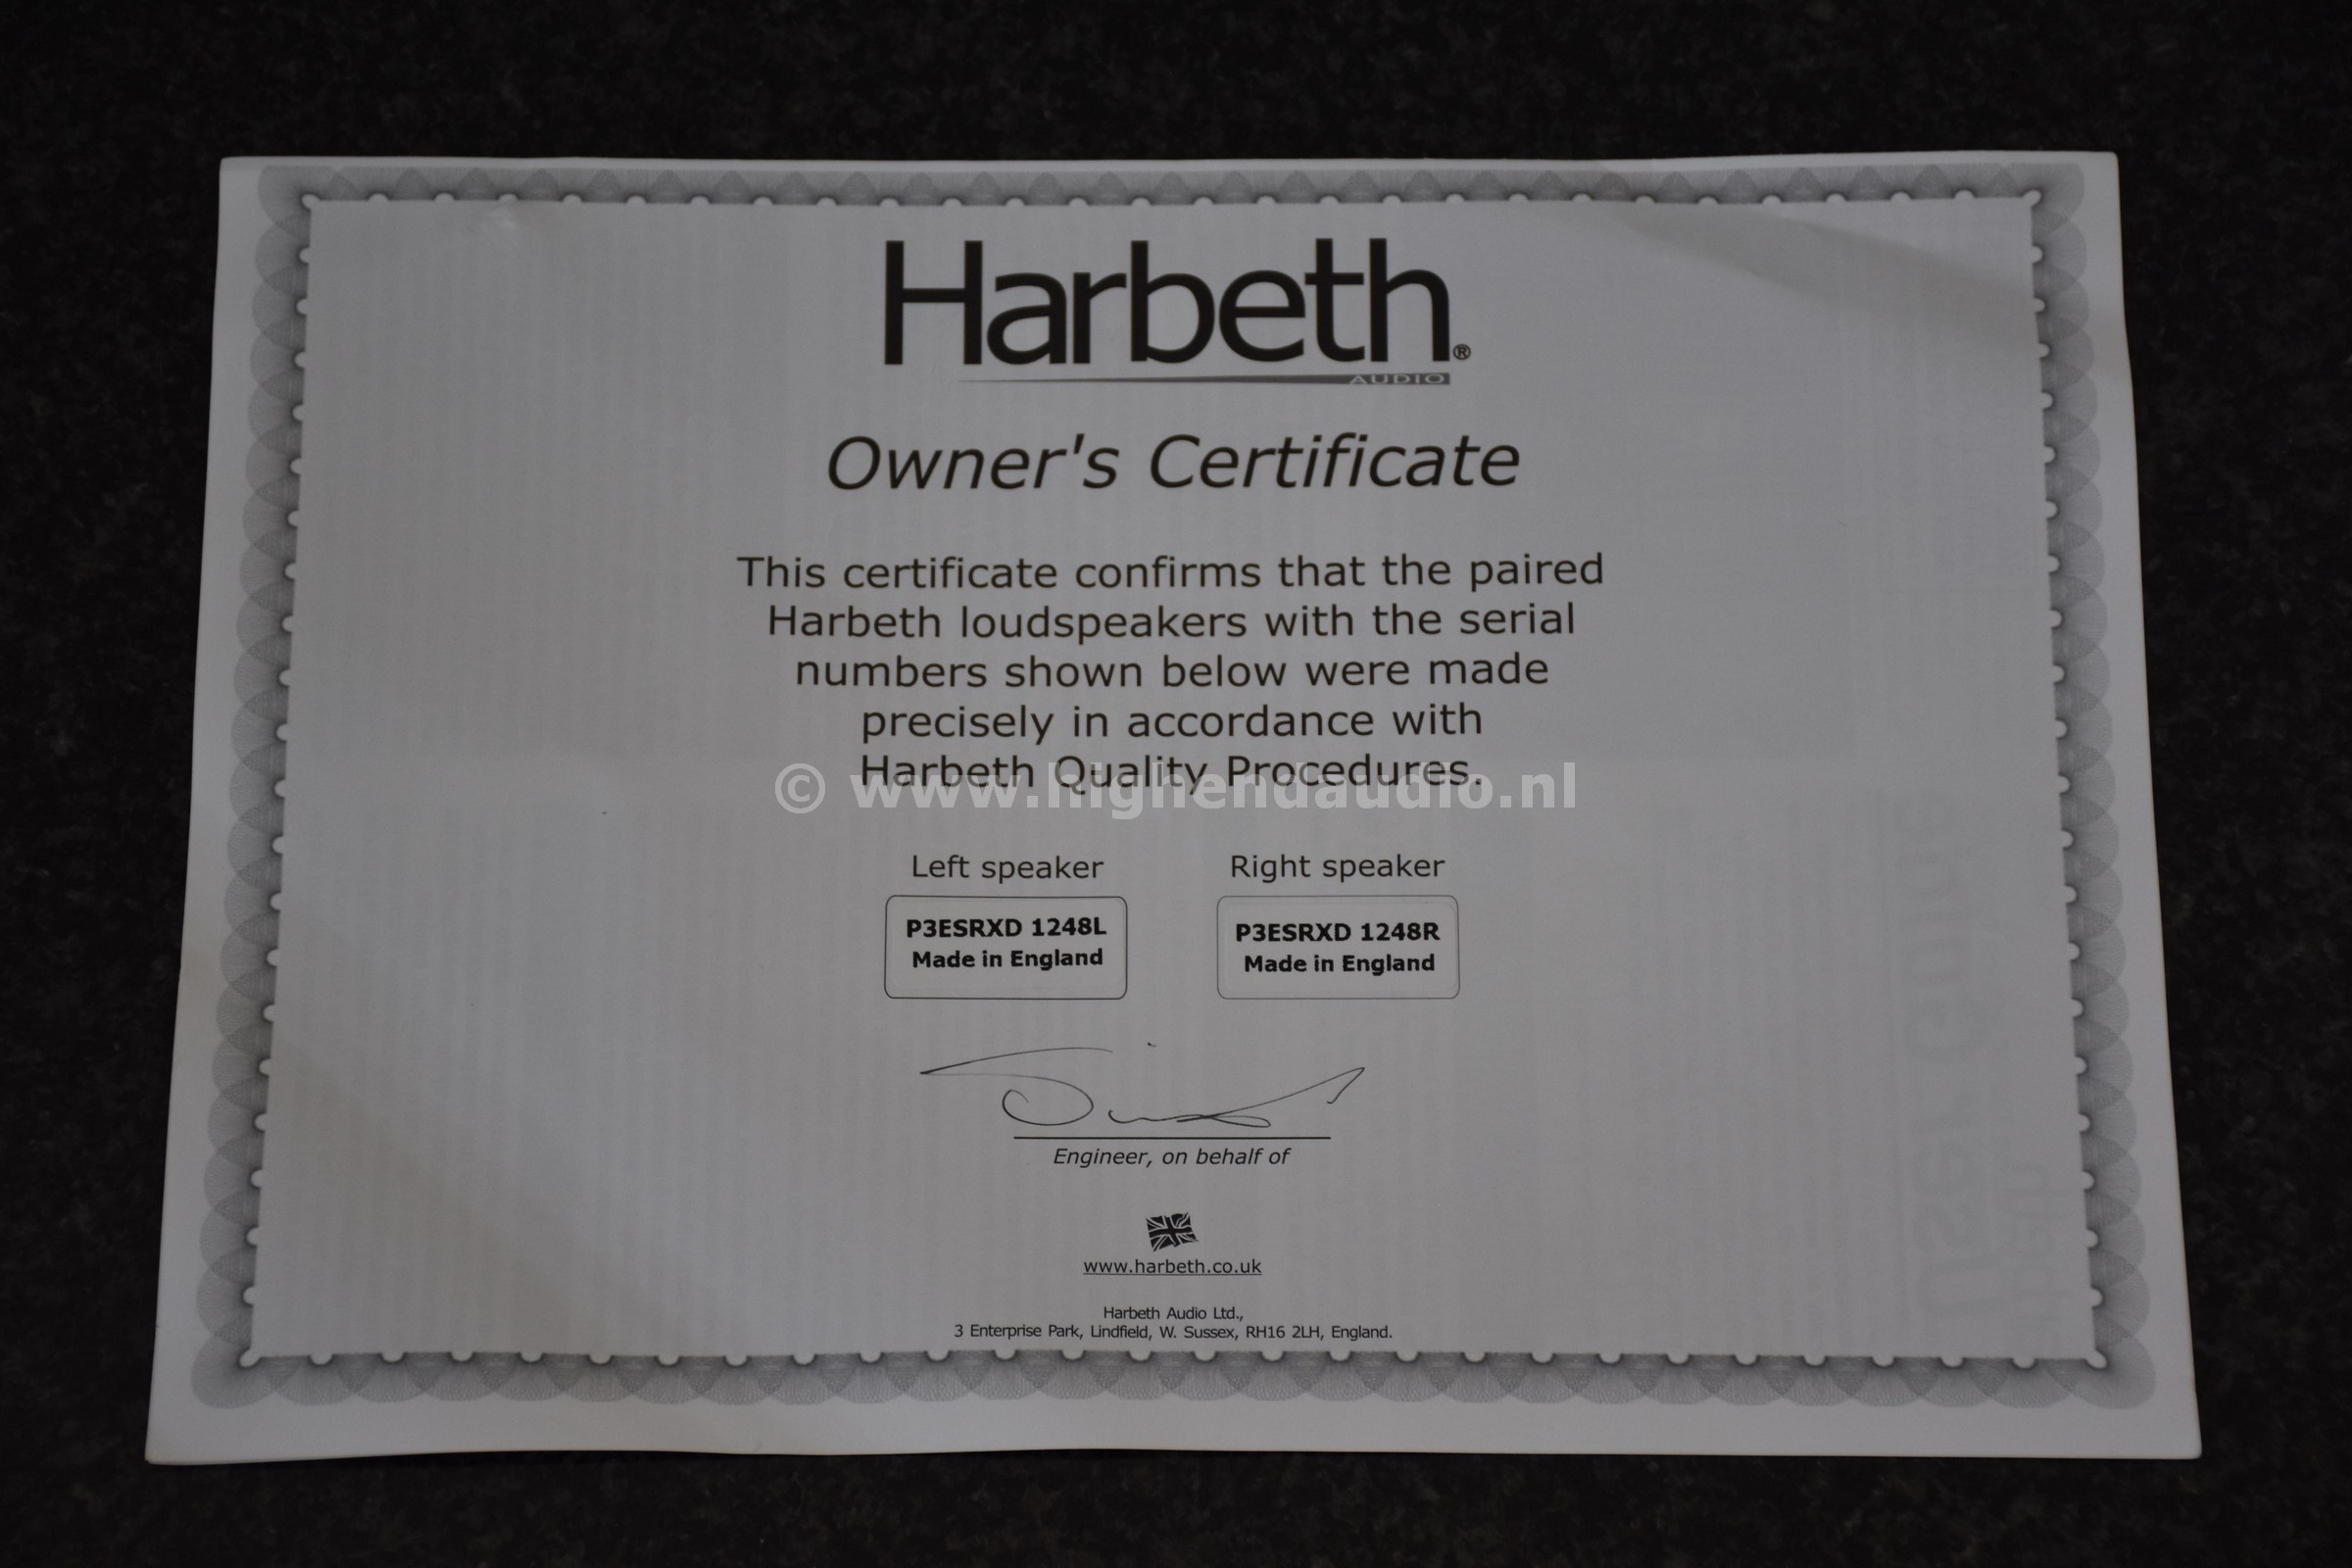 Harbeth®
AUDIO
Owner's Certificate
This certificate confirms that the paired
Harbeth loudspeakers with the serial
numbers shown below were made
precisely in accordance with
Harbeth Quality Procedures.
© www.highendaudio.nl
Left speaker
Right speaker
P3ESRXD 1248L
Made in England
P3ESRXD 1248R
Made in England
Engineer, on behalf of
www.harbeth.co.uk
Harbeth Audio Ltd.,
3 Enterprise Park, Lindfield, W. Sussex, RH16 2LH, England.